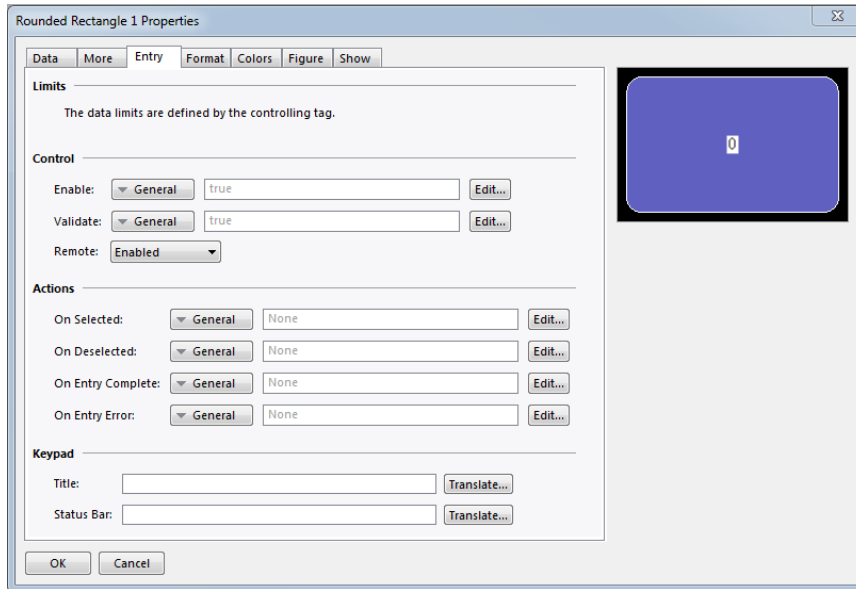 Rounded Rectangle 1 Properties
Data More Entry Format Colors Figure Show
Limits
The data limits are defined by the controlling tag.
0
Control
Enable: General true Edit...
Validate: General true Edit...
Remote: Enabled
Actions
On Selected: General None Edit...
On Deselected: General None Edit...
On Entry Complete: General None Edit...
On Entry Error: General None Edit...
Keypad
Title: Translate...
Status Bar: Translate...
OK Cancel